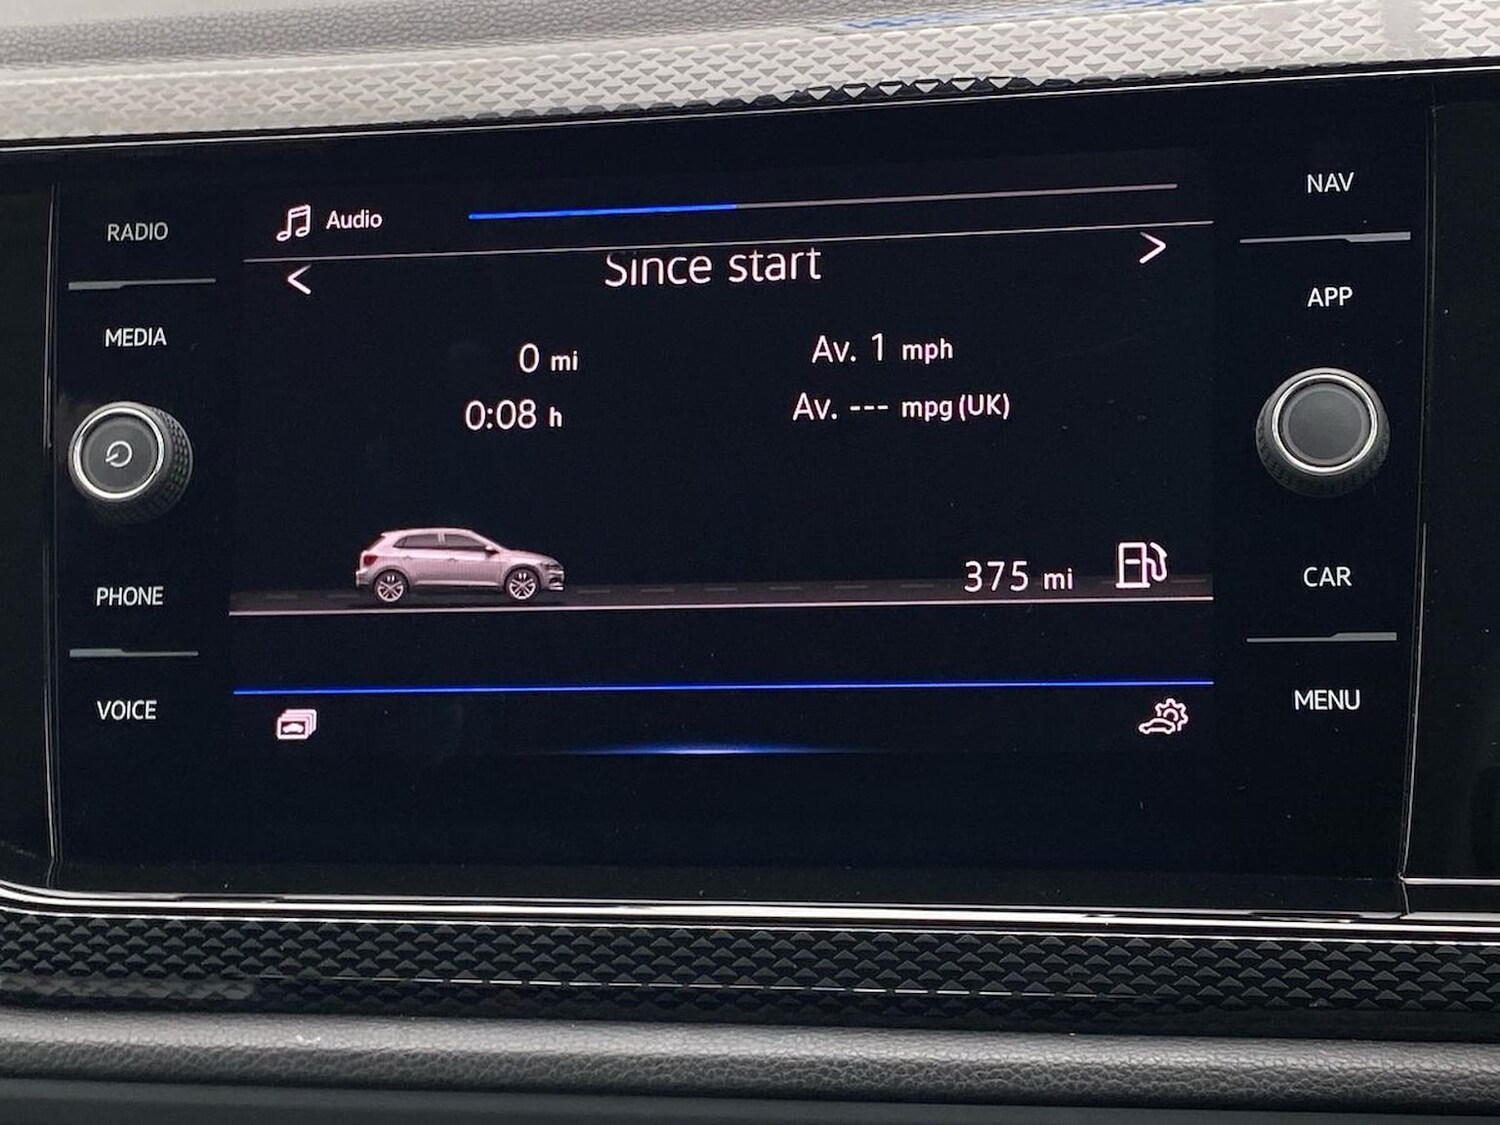 RADIO
MEDIA
PHONE
VOICE
Audio
< Since start >
0 mi
0:08 h
Av. 1 mph
Av. --- mpg (UK)
375 mi
NAV
APP
CAR
MENU